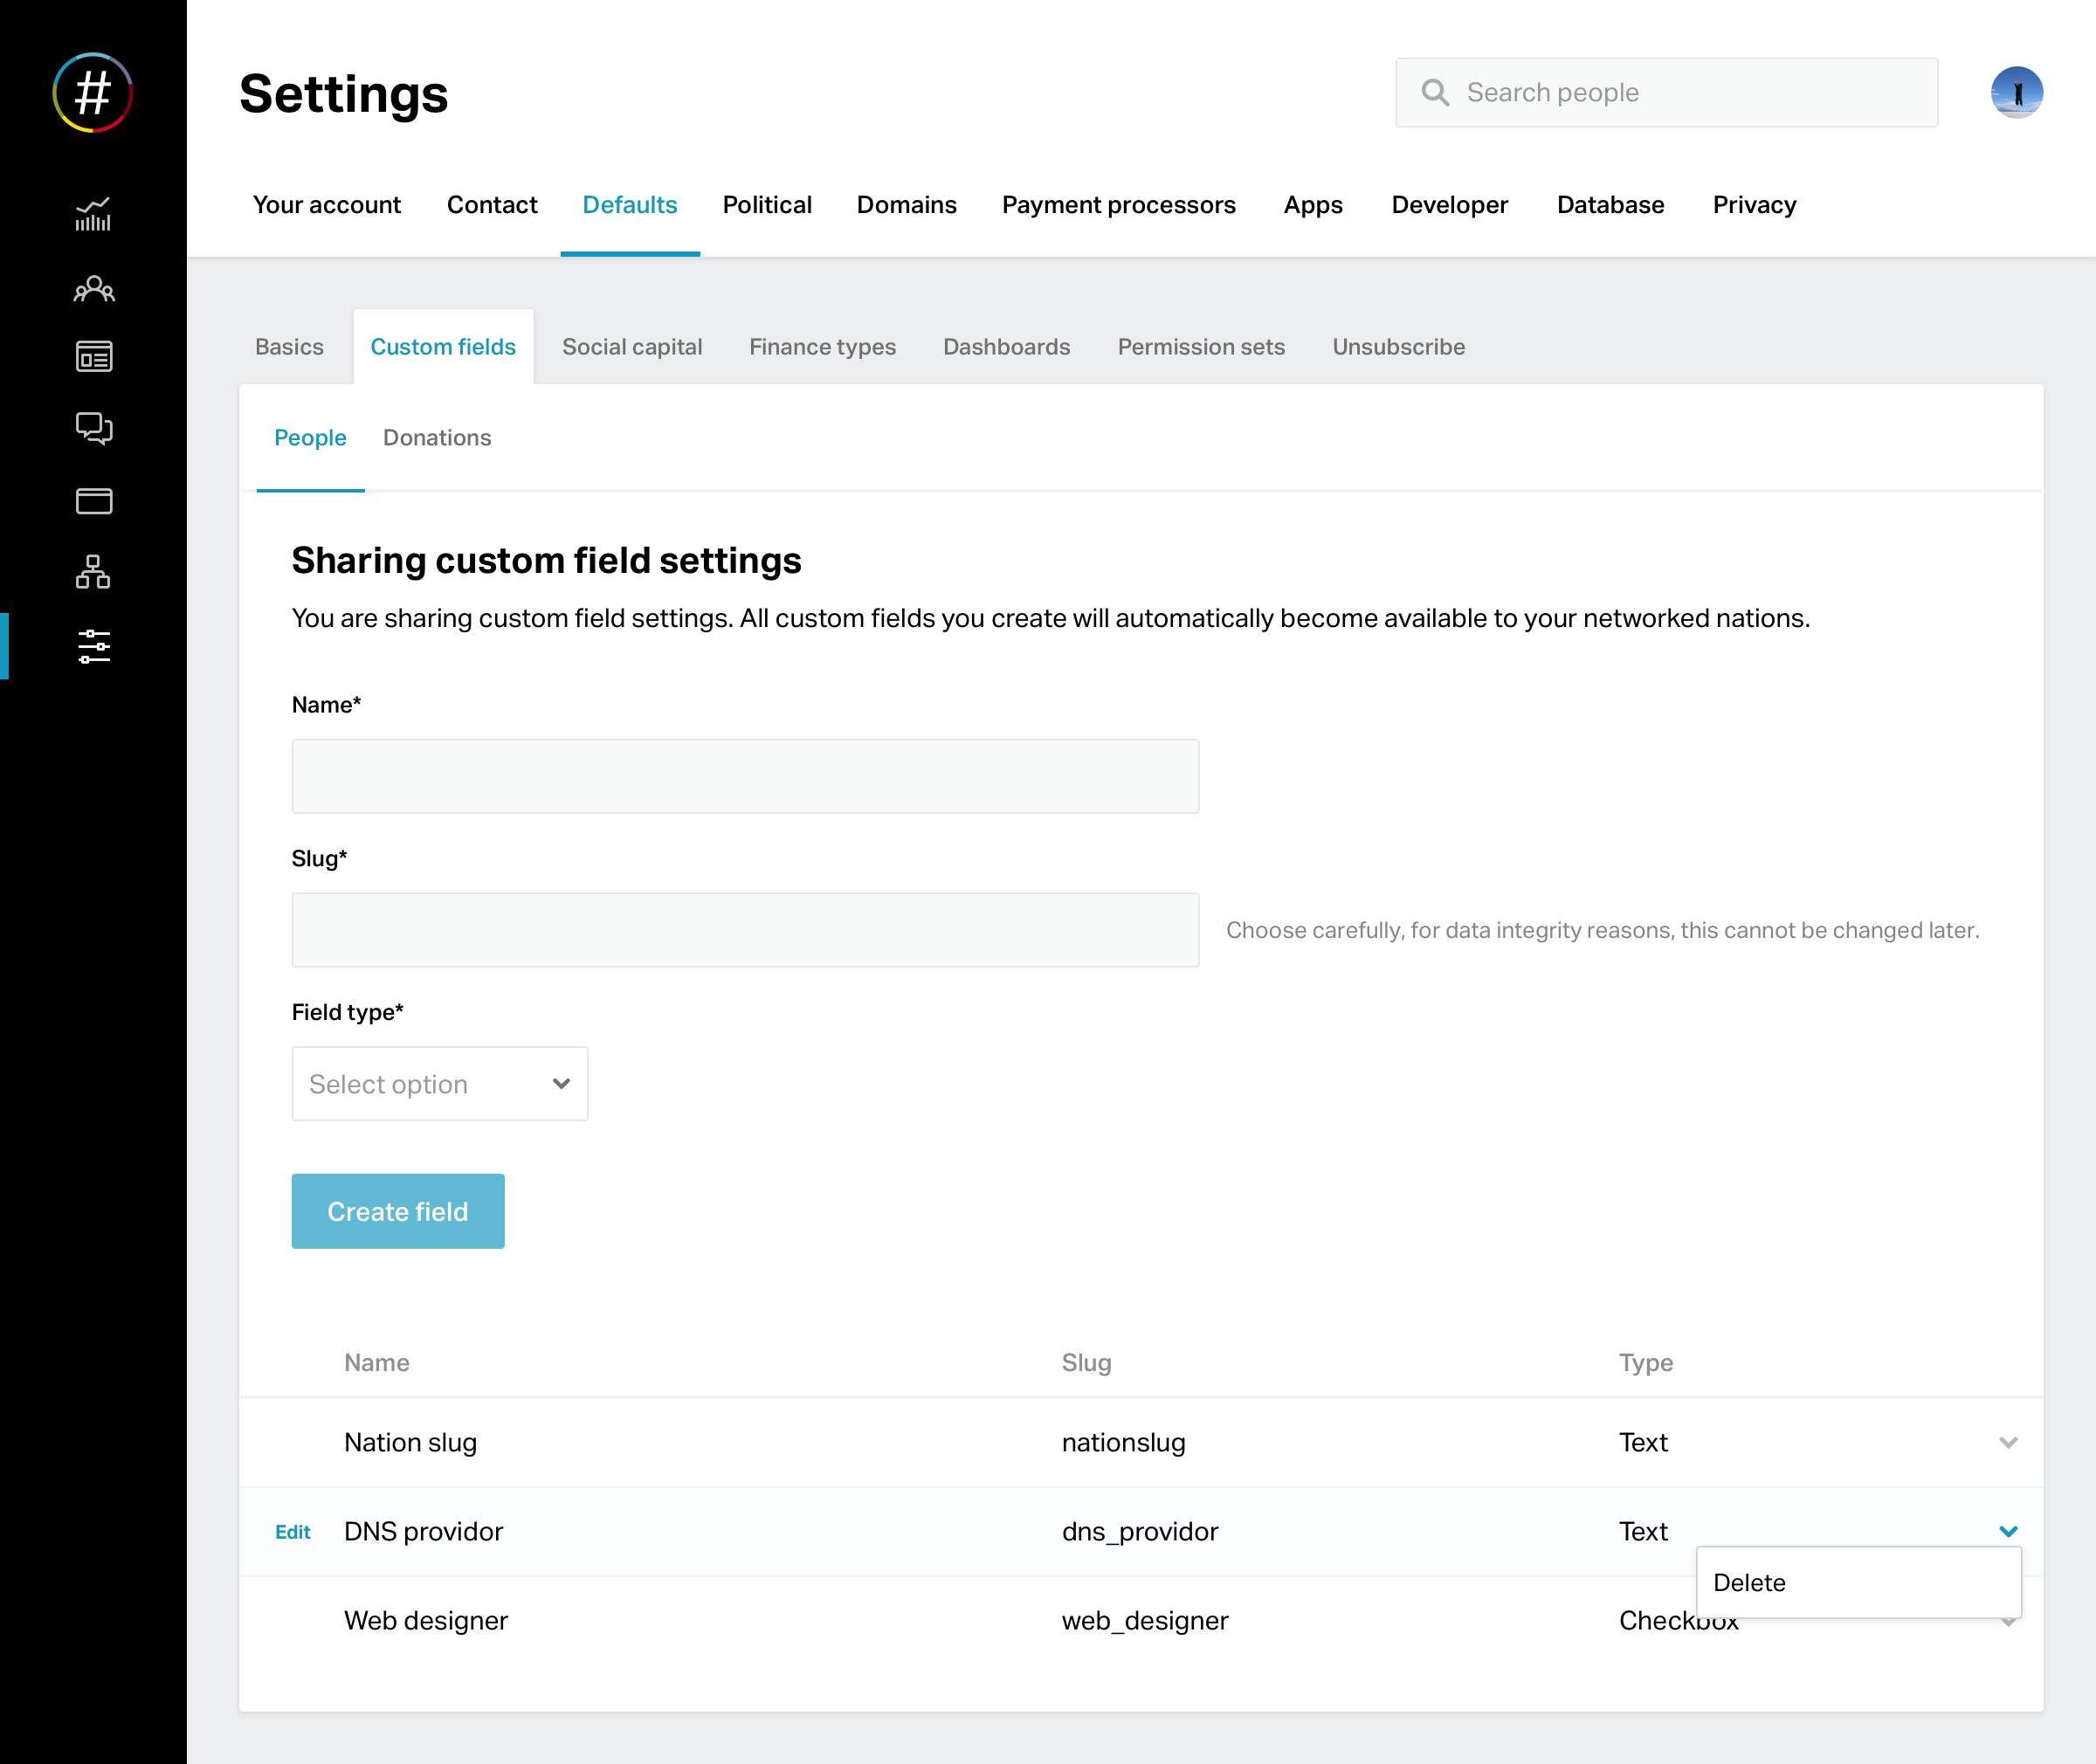 #
Settings
Search people
Your account Contact Defaults Political Domains Payment processors Apps Developer Database Privacy
Basics Custom fields Social capital Finance types Dashboards Permission sets Unsubscribe
People Donations
Sharing custom field settings
You are sharing custom field settings. All custom fields you create will automatically become available to your networked nations.
Name*
Slug*
Choose carefully, for data integrity reasons, this cannot be changed later.
Field type*
Select option
Create field
Name Slug Type
Nation slug nationslug Text
Edit DNS providor dns_providor Text
Delete
Web designer web_designer Checkbox